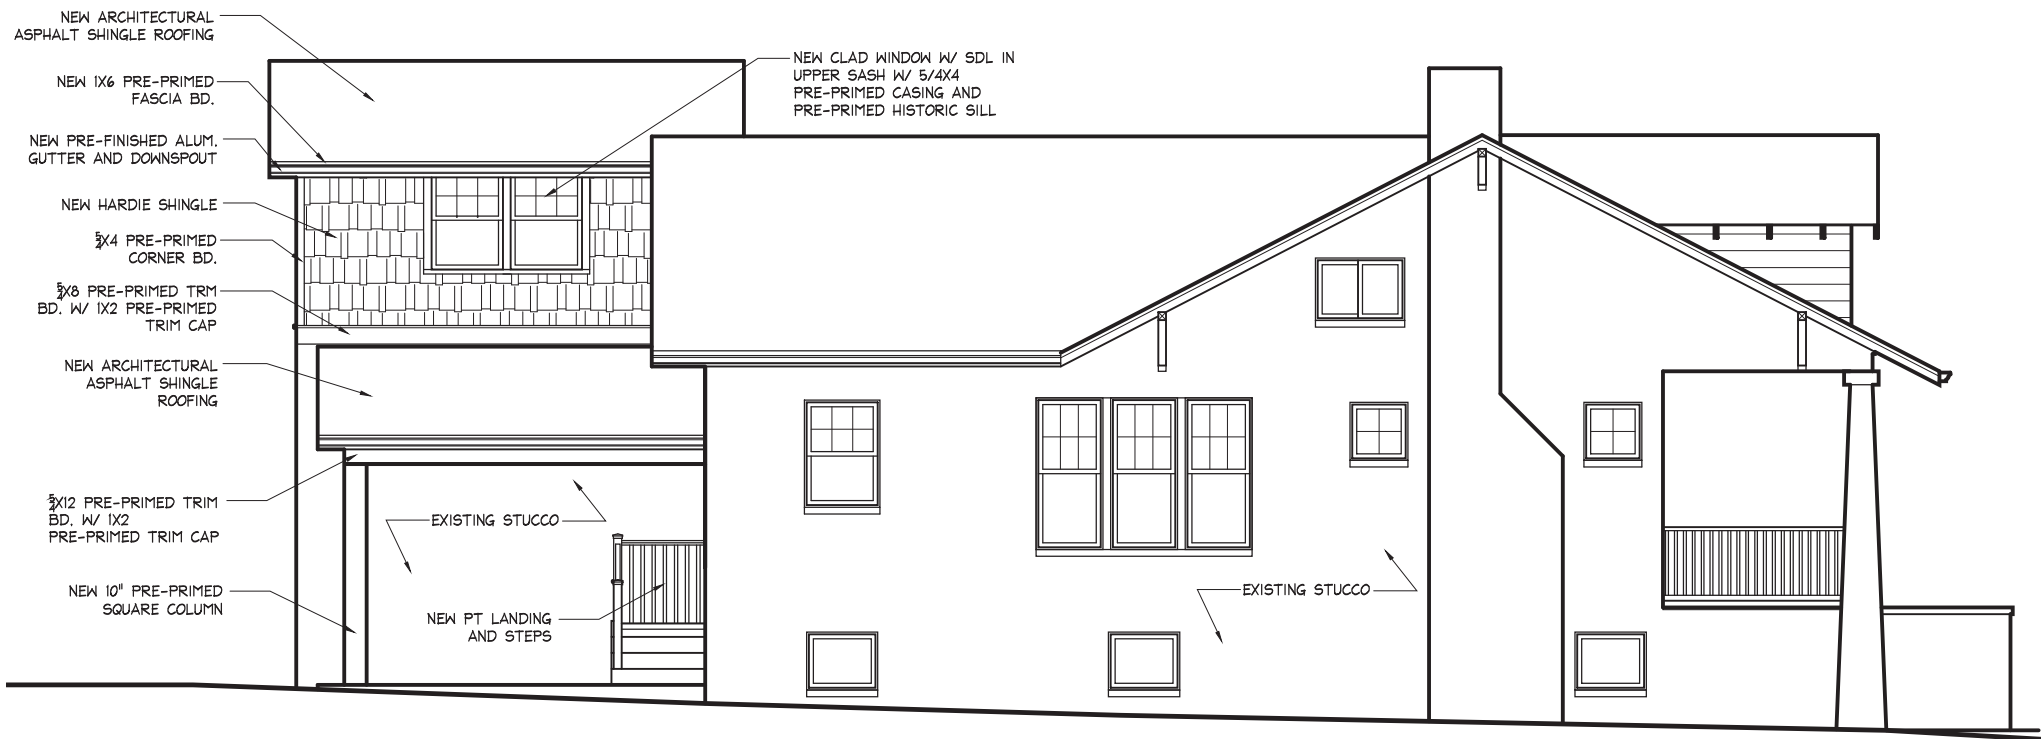 NEW ARCHITECTURAL
ASPHALT SHINGLE ROOFING
NEW 1X6 PRE-PRIMED
FASCIA BD.
NEW PRE-FINISHED ALUM.
GUTTER AND DOWNSPOUT
NEW HARDIE SHINGLE
5/4X4 PRE-PRIMED
CORNER BD.
5/4X8 PRE-PRIMED TRM
BD. W/ 1X2 PRE-PRIMED
TRIM CAP
NEW ARCHITECTURAL
ASPHALT SHINGLE
ROOFING
5/4X12 PRE-PRIMED TRIM
BD. W/ 1X2
PRE-PRIMED TRIM CAP
NEW 10" PRE-PRIMED
SQUARE COLUMN
NEW CLAD WINDOW W/ SDL IN
UPPER SASH W/ 5/4X4
PRE-PRIMED CASING AND
PRE-PRIMED HISTORIC SILL
EXISTING STUCCO
NEW PT LANDING
AND STEPS
EXISTING STUCCO